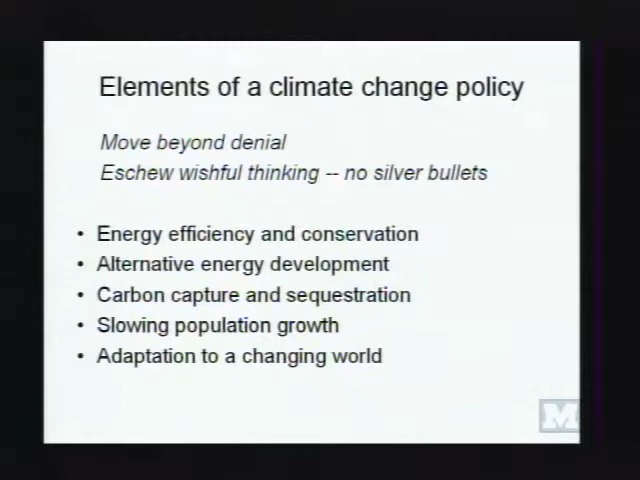 Elements of a climate change policy
Move beyond denial
Eschew wishful thinking -- no silver bullets
• Energy efficiency and conservation
• Alternative energy development
• Carbon capture and sequestration
• Slowing population growth
• Adaptation to a changing world
M